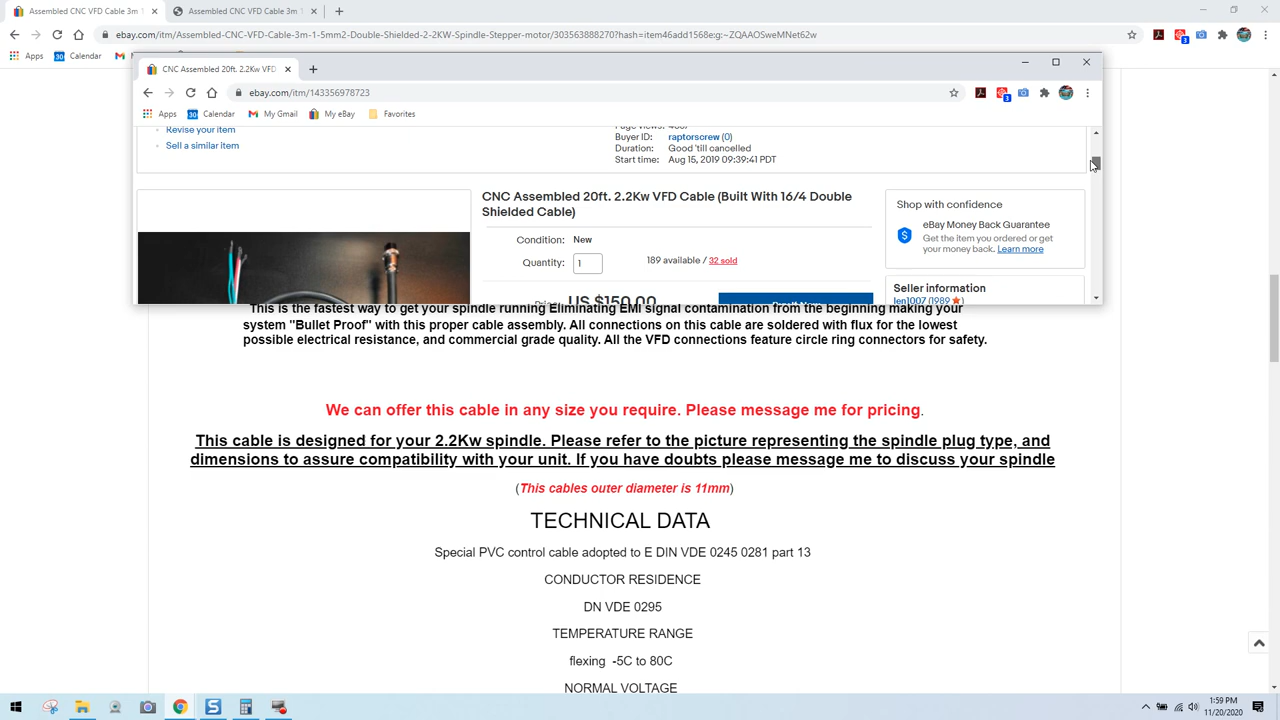 Assembled CNC VFD Cable 3m 1
Assembled CNC VFD Cable 3m 1
ebay.com/itm/Assembled-CNC-VFD-Cable-3m-1-5mm2-Double-Shielded-2-2KW-Spindle-Stepper-motor/303563888270?hash=item46add1568e:g:~ZQAAOSweMNet62w
Apps Calendar
CNC Assembled 20ft. 2.2Kw VFD
ebay.com/itm/143356978723
Apps Calendar My Gmail My eBay Favorites
Revise your item
Sell a similar item
Buyer ID: raptorscrew (0)
Duration: Good 'till cancelled
Start time: Aug 15, 2019 09:39:41 PDT
CNC Assembled 20ft. 2.2Kw VFD Cable (Built With 16/4 Double
Shielded Cable)
Condition: New
Quantity: 1 189 available / 32 sold
US $150.00
Shop with confidence
eBay Money Back Guarantee
Get the item you ordered or get
your money back. Learn more
Seller information
len1007 (1989)
This is the fastest way to get your spindle running Eliminating EMI signal contamination from the beginning making your
system "Bullet Proof" with this proper cable assembly. All connections on this cable are soldered with flux for the lowest
possible electrical resistance, and commercial grade quality. All the VFD connections feature circle ring connectors for safety.
We can offer this cable in any size you require. Please message me for pricing.
This cable is designed for your 2.2Kw spindle. Please refer to the picture representing the spindle plug type, and
dimensions to assure compatibility with your unit. If you have doubts please message me to discuss your spindle
(This cables outer diameter is 11mm)
TECHNICAL DATA
Special PVC control cable adopted to E DIN VDE 0245 0281 part 13
CONDUCTOR RESIDENCE
DN VDE 0295
TEMPERATURE RANGE
flexing -5C to 80C
NORMAL VOLTAGE
1:59 PM
11/20/2020